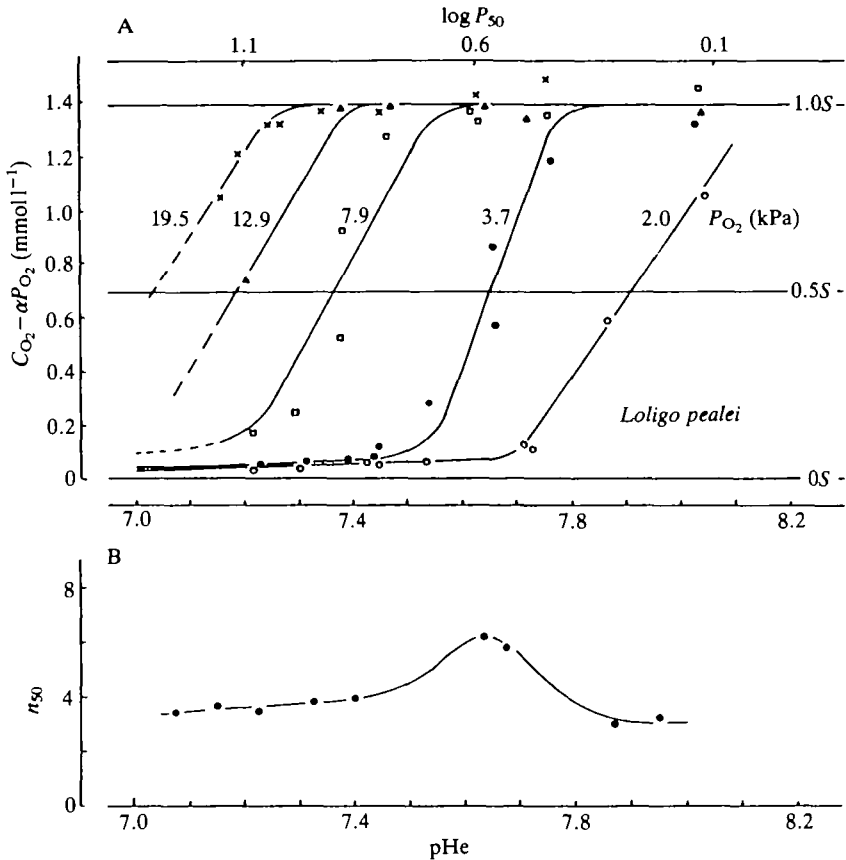 A
log P50
1.1 0.6 0.1
1.4
1.2
1.0
0.8
0.6
0.4
0.2
0
CO2 − αPO2 (mmol l−1)
1.0S
19.5 12.9 7.9 3.7 2.0 PO2 (kPa)
0.5S
Loligo pealei
0S
7.0 7.4 7.8 8.2
B
8
4
0
n50
7.0 7.4 7.8 8.2
pHe